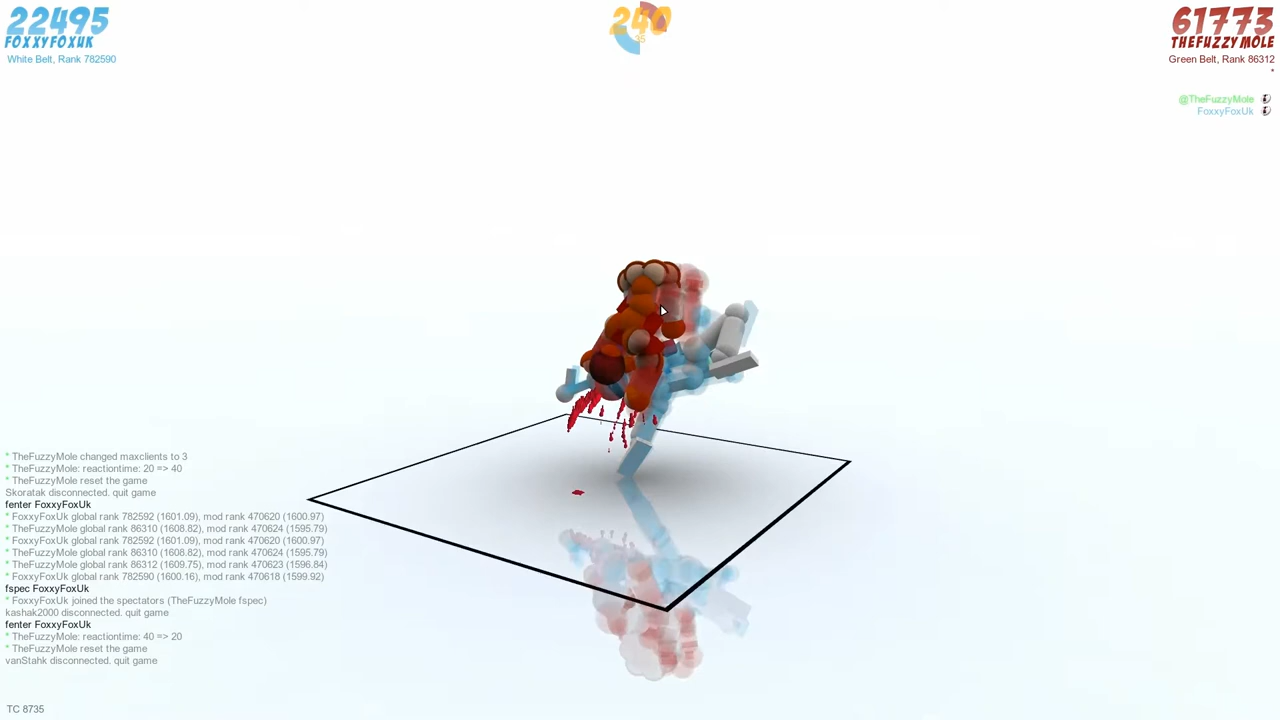 22495
FOXXYFOXUK
White Belt, Rank 782590
240
35
61773
THEFUZZYMOLE
Green Belt, Rank 86312
*
@TheFuzzyMole
FoxxyFoxUk
* TheFuzzyMole changed maxclients to 3
* TheFuzzyMole: reactiontime: 20 => 40
* TheFuzzyMole reset the game
Skoratak disconnected. quit game
fenter FoxxyFoxUk
* FoxxyFoxUk global rank 782592 (1601.09), mod rank 470620 (1600.97)
* TheFuzzyMole global rank 86310 (1608.82), mod rank 470624 (1595.79)
* FoxxyFoxUk global rank 782592 (1601.09), mod rank 470620 (1600.97)
* TheFuzzyMole global rank 86310 (1608.82), mod rank 470624 (1595.79)
* TheFuzzyMole global rank 86312 (1609.75), mod rank 470623 (1596.84)
* FoxxyFoxUk global rank 782590 (1600.16), mod rank 470618 (1599.92)
fspec FoxxyFoxUk
* FoxxyFoxUk joined the spectators (TheFuzzyMole fspec)
kashak2000 disconnected. quit game
fenter FoxxyFoxUk
* TheFuzzyMole: reactiontime: 40 => 20
* TheFuzzyMole reset the game
vanStahk disconnected. quit game
TC 8735